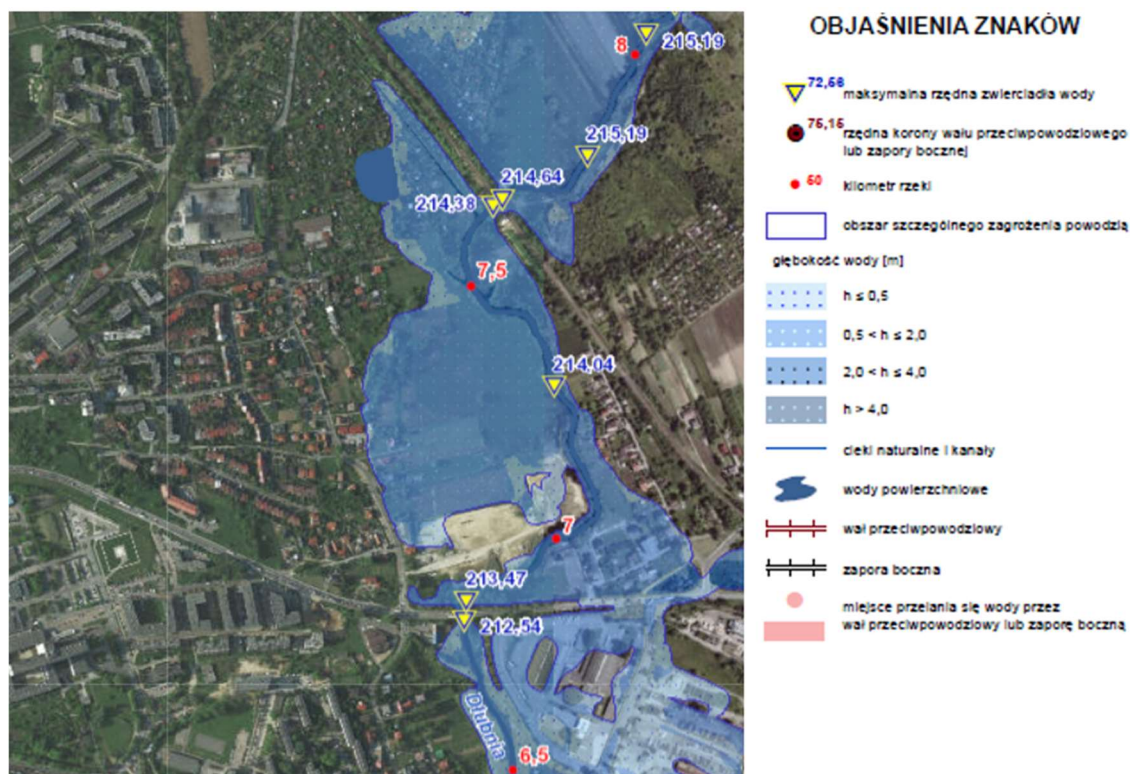 8
215,19
215,19
214,64
214,38
7,5
214,04
7
213,47
212,54
Dłubnia
6,5
OBJAŚNIENIA ZNAKÓW
72,56
maksymalna rzędna zwierciadła wody
75,15
rzędna korony wału przeciwpowodziowego
lub zapory bocznej
50
kilometr rzeki
obszar szczególnego zagrożenia powodzią
głębokość wody [m]
h ≤ 0,5
0,5 < h ≤ 2,0
2,0 < h ≤ 4,0
h > 4,0
cieki naturalne i kanały
wody powierzchniowe
wał przeciwpowodziowy
zapora boczna
miejsce przelania się wody przez
wał przeciwpowodziowy lub zaporę boczną